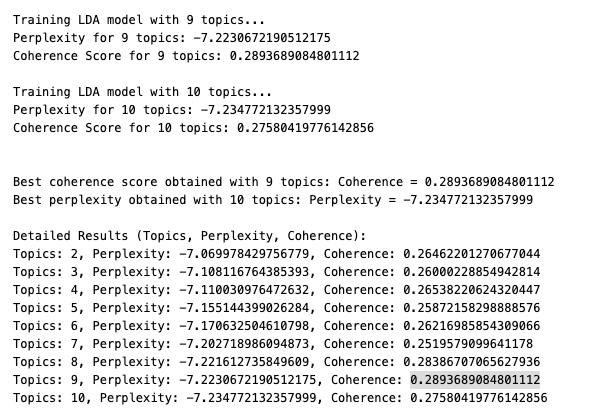 Training LDA model with 9 topics...
Perplexity for 9 topics: -7.2230672190512175
Coherence Score for 9 topics: 0.2893689084801112
Training LDA model with 10 topics...
Perplexity for 10 topics: -7.234772132357999
Coherence Score for 10 topics: 0.27580419776142856
Best coherence score obtained with 9 topics: Coherence = 0.2893689084801112
Best perplexity obtained with 10 topics: Perplexity = -7.234772132357999
Detailed Results (Topics, Perplexity, Coherence):
Topics: 2, Perplexity: -7.069978429756779, Coherence: 0.26462201270677044
Topics: 3, Perplexity: -7.108116764385393, Coherence: 0.26000228854942814
Topics: 4, Perplexity: -7.110030976472632, Coherence: 0.26538220624320447
Topics: 5, Perplexity: -7.155144399026284, Coherence: 0.25872158298888576
Topics: 6, Perplexity: -7.170632504610798, Coherence: 0.26216985854309066
Topics: 7, Perplexity: -7.202718986094873, Coherence: 0.2519579099641178
Topics: 8, Perplexity: -7.221612735849609, Coherence: 0.28386707065627936
Topics: 9, Perplexity: -7.2230672190512175, Coherence: 0.2893689084801112
Topics: 10, Perplexity: -7.234772132357999, Coherence: 0.27580419776142856